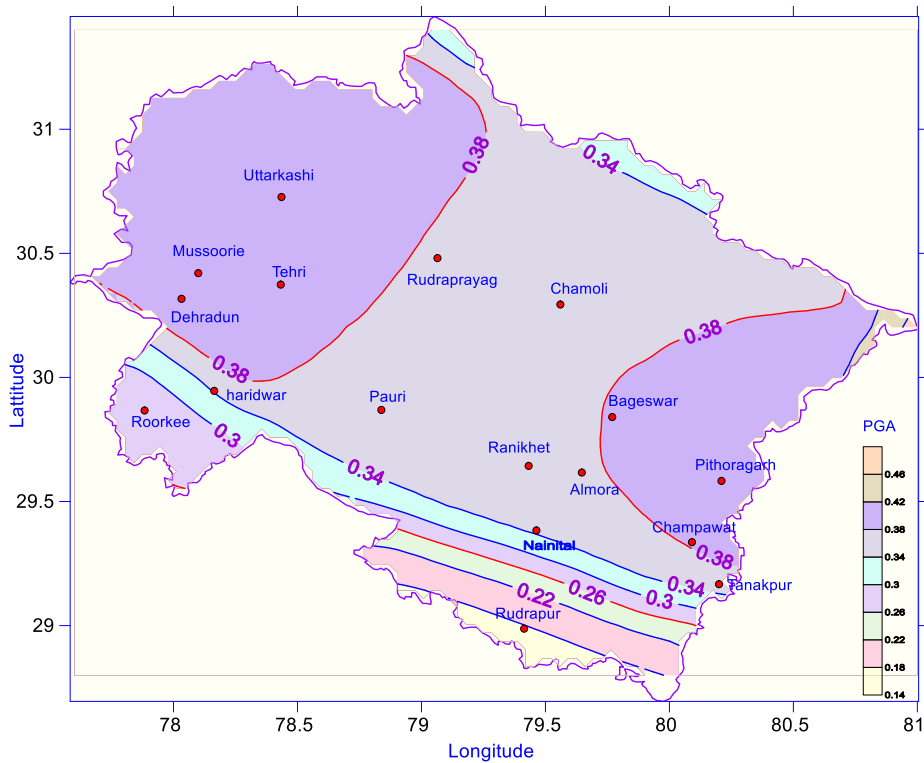 31
30.5
30
29.5
29
Lattitude
78
78.5
79
79.5
80
80.5
81
Longitude
0.34
0.38
Uttarkashi
Mussoorie
Tehri
Dehradun
Rudraprayag
Chamoli
0.38
0.38
haridwar
Pauri
Bageswar
Roorkee
0.3
0.34
Ranikhet
Almora
Pithoragarh
Champawat
Nainital
0.38
0.34
Tanakpur
0.3
0.26
0.22
Rudrapur
PGA
0.46
0.42
0.38
0.34
0.3
0.26
0.22
0.18
0.14